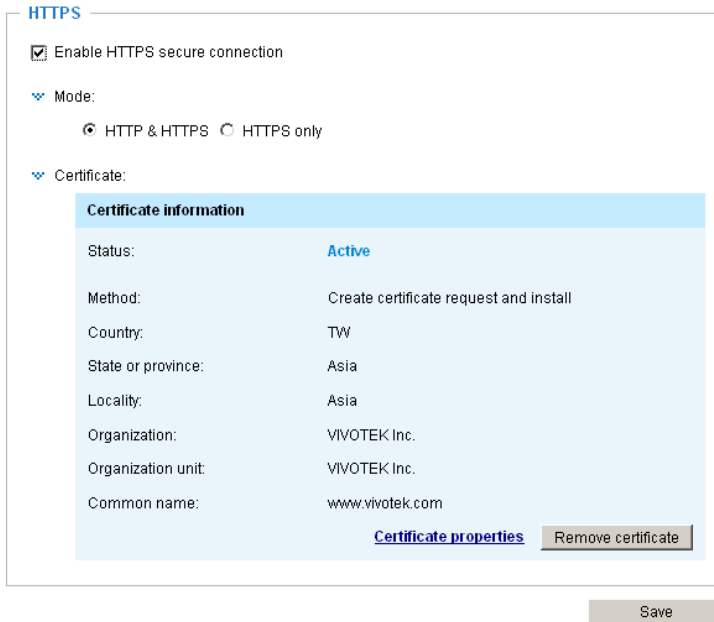 HTTPS
Enable HTTPS secure connection
Mode:
HTTP & HTTPS HTTPS only
Certificate:
Certificate information
Status: Active
Method: Create certificate request and install
Country: TW
State or province: Asia
Locality: Asia
Organization: VIVOTEK Inc.
Organization unit: VIVOTEK Inc.
Common name: www.vivotek.com
Certificate properties Remove certificate
Save